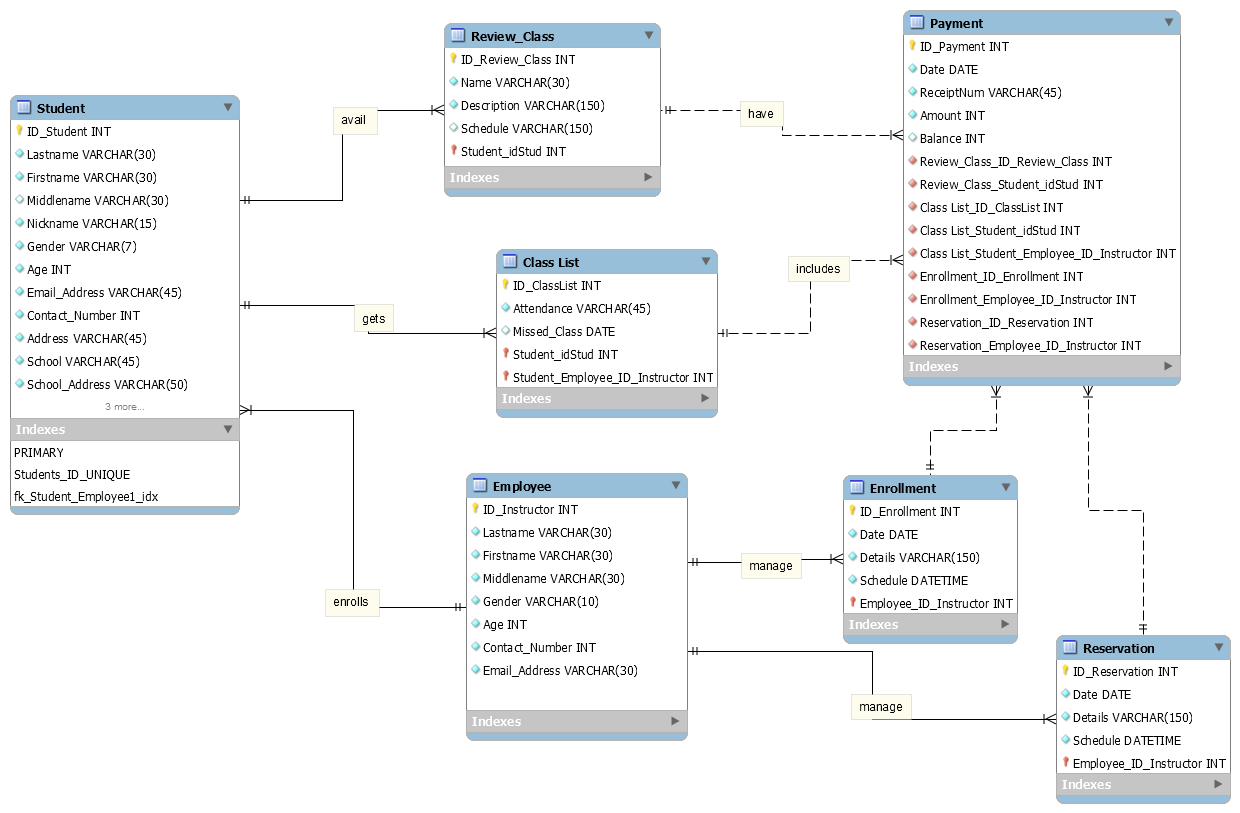 Student
ID_Student INT
Lastname VARCHAR(30)
Firstname VARCHAR(30)
Middlename VARCHAR(30)
Nickname VARCHAR(15)
Gender VARCHAR(7)
Age INT
Email_Address VARCHAR(45)
Contact_Number INT
Address VARCHAR(45)
School VARCHAR(45)
School_Address VARCHAR(50)
3 more...
Indexes
PRIMARY
Students_ID_UNIQUE
fk_Student_Employee1_idx
avail
gets
enrolls
Review_Class
ID_Review_Class INT
Name VARCHAR(30)
Description VARCHAR(150)
Schedule VARCHAR(150)
Student_idStud INT
Indexes
have
Class List
ID_ClassList INT
Attendance VARCHAR(45)
Missed_Class DATE
Student_idStud INT
Student_Employee_ID_Instructor INT
Indexes
includes
Employee
ID_Instructor INT
Lastname VARCHAR(30)
Firstname VARCHAR(30)
Middlename VARCHAR(30)
Gender VARCHAR(10)
Age INT
Contact_Number INT
Email_Address VARCHAR(30)
Indexes
manage
manage
Payment
ID_Payment INT
Date DATE
ReceiptNum VARCHAR(45)
Amount INT
Balance INT
Review_Class_ID_Review_Class INT
Review_Class_Student_idStud INT
Class List_ID_ClassList INT
Class List_Student_idStud INT
Class List_Student_Employee_ID_Instructor INT
Enrollment_ID_Enrollment INT
Enrollment_Employee_ID_Instructor INT
Reservation_ID_Reservation INT
Reservation_Employee_ID_Instructor INT
Indexes
Enrollment
ID_Enrollment INT
Date DATE
Details VARCHAR(150)
Schedule DATETIME
Employee_ID_Instructor INT
Indexes
Reservation
ID_Reservation INT
Date DATE
Details VARCHAR(150)
Schedule DATETIME
Employee_ID_Instructor INT
Indexes